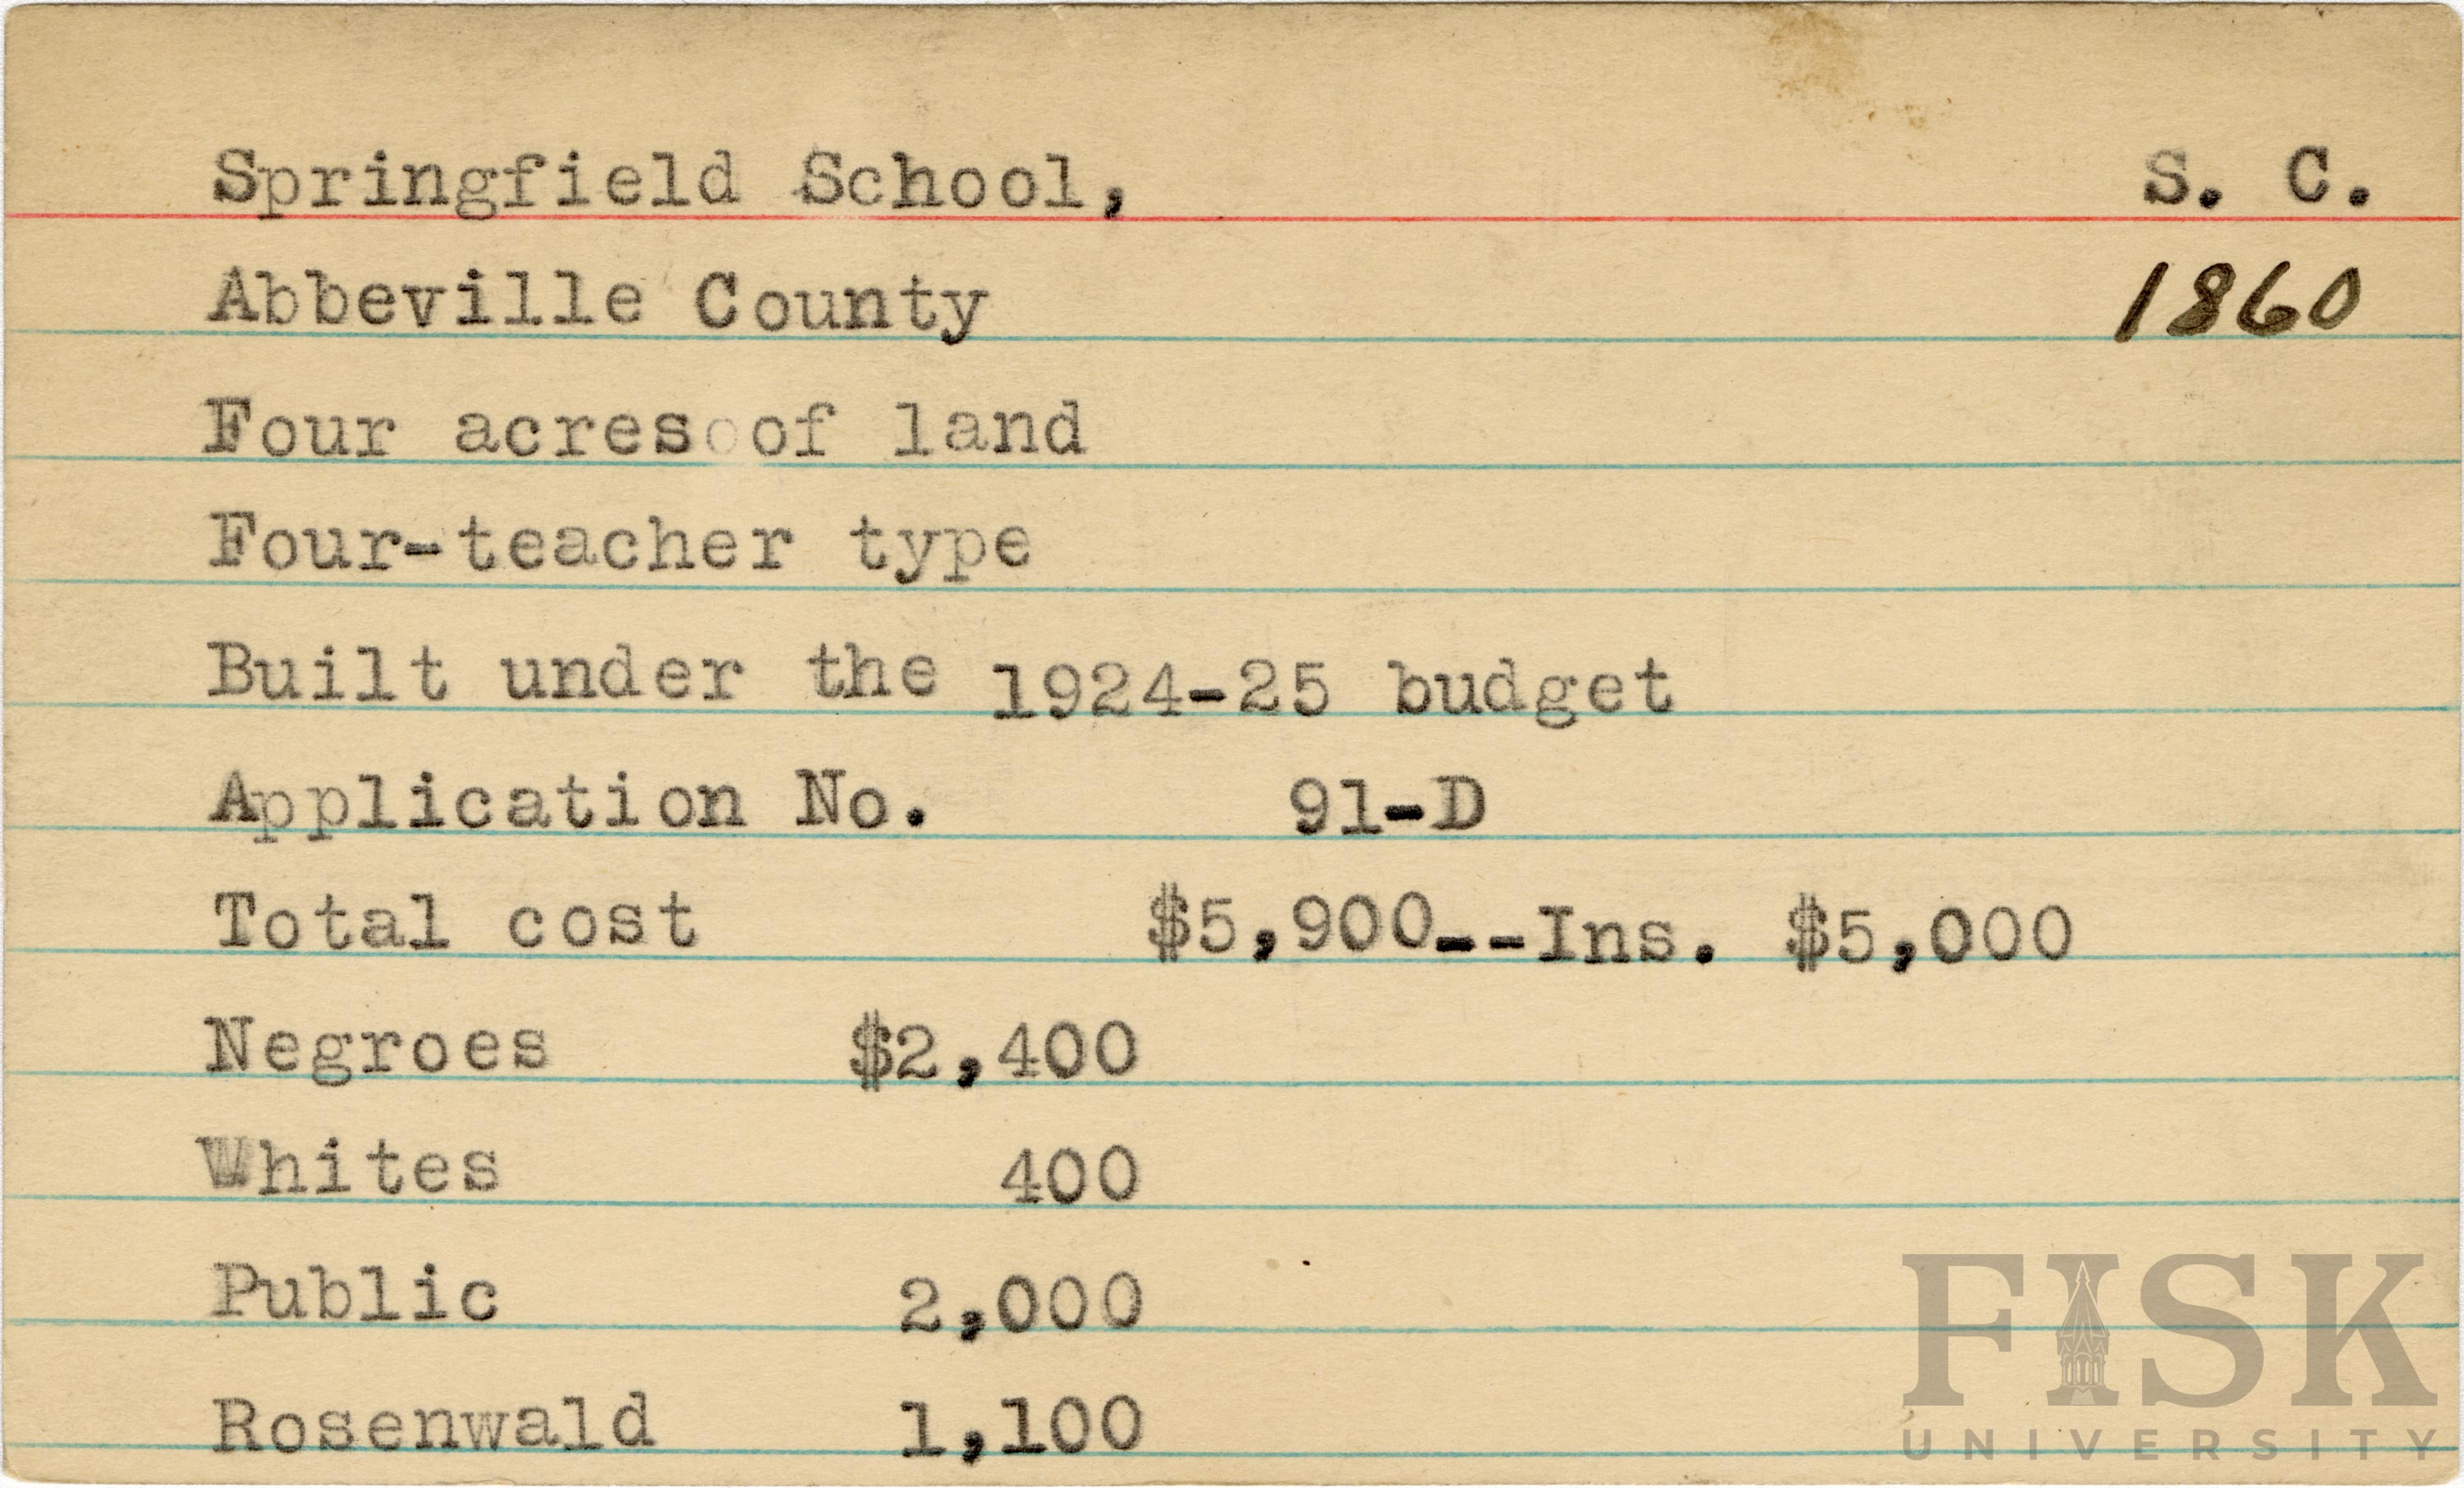 Springfield School, S. C.
Abbeville County 1860
Four acres of land
Four-teacher type
Built under the 1924-25 budget
Application No. 91-D
Total cost $5,900--Ins. $5,000
Negroes $2,400
Whites 400
Public 2,000
Rosenwald 1,100
FISK
UNIVERSITY